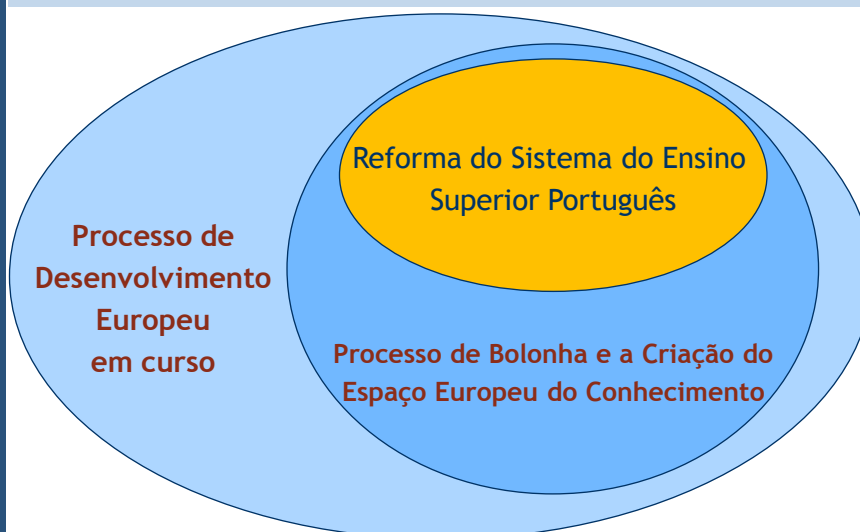 Reforma do Sistema do Ensino
Superior Português
Processo de
Desenvolvimento
Europeu
em curso
Processo de Bolonha e a Criação do
Espaço Europeu do Conhecimento